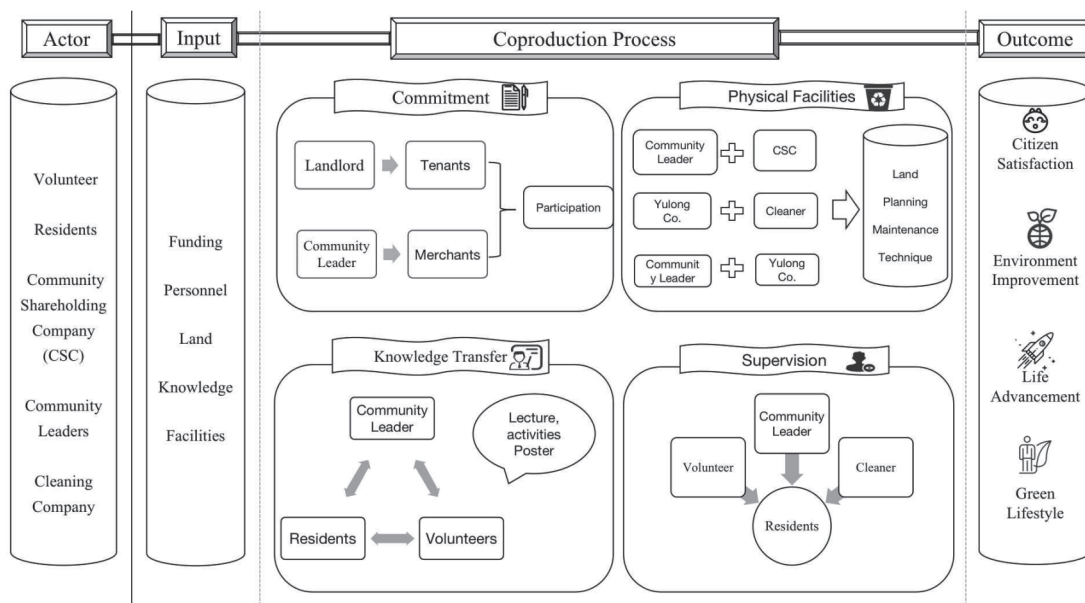 Actor
Input
Coproduction Process
Outcome
Volunteer
Residents
Community
Shareholding
Company
(CSC)
Community
Leaders
Cleaning
Company
Funding
Personnel
Land
Knowledge
Facilities
Commitment
Landlord
Tenants
Community
Leader
Merchants
Participation
Physical Facilities
Community
Leader
CSC
Yulong
Co.
Cleaner
Communit
y Leader
Yulong
Co.
Land
Planning
Maintenance
Technique
Knowledge Transfer
Community
Leader
Lecture,
activities
Poster
Residents
Volunteers
Supervision
Community
Leader
Volunteer
Cleaner
Residents
Citizen
Satisfaction
Environment
Improvement
Life
Advancement
Green
Lifestyle